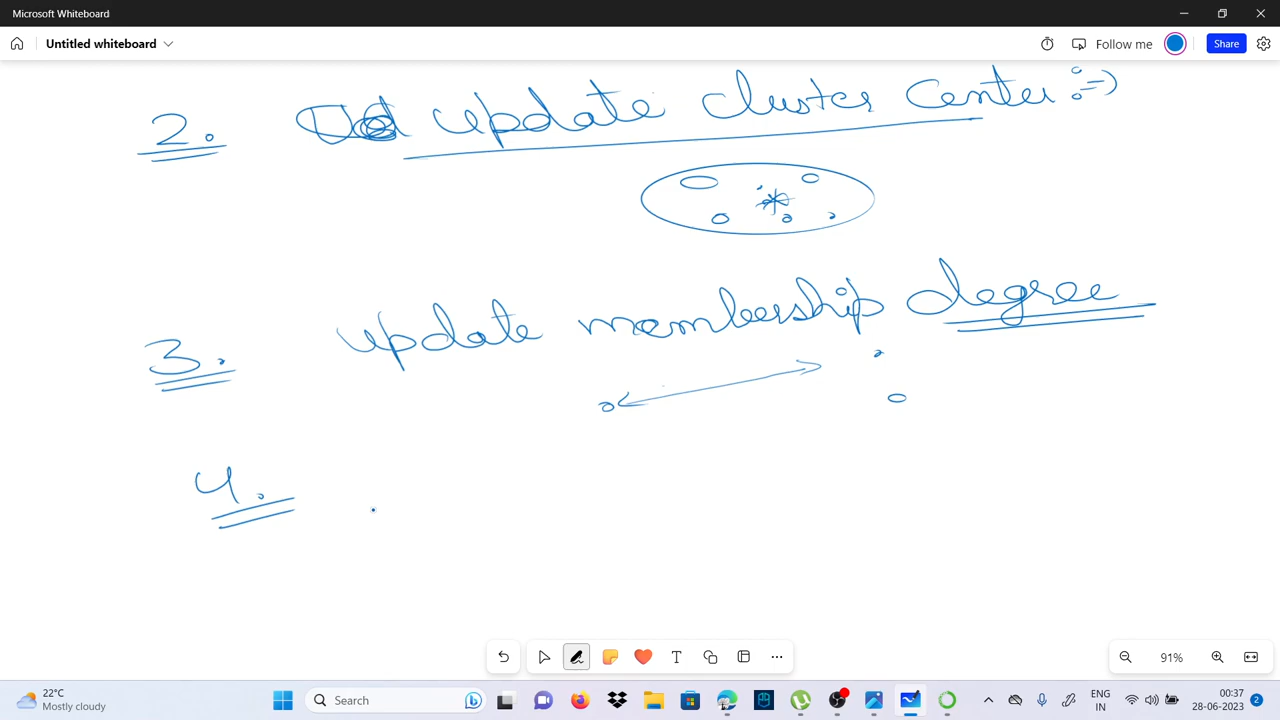 Microsoft Whiteboard
Untitled whiteboard
Follow me
Share
2. update cluster center :-)
3. update membership degree
4.
91%
22°C
Mostly cloudy
Search
ENG
IN
00:37
28-06-2023
2